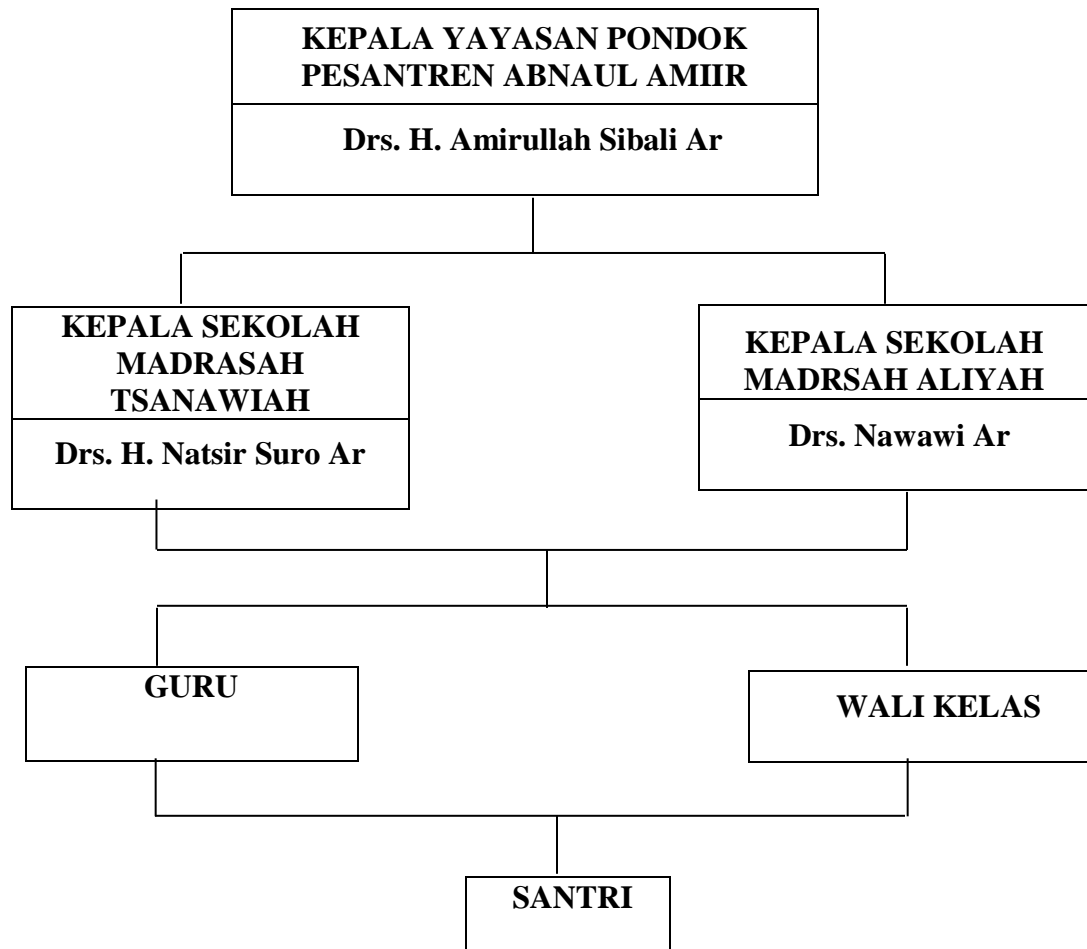 KEPALA YAYASAN PONDOK
PESANTREN ABNAUL AMIIR
Drs. H. Amirullah Sibali Ar
KEPALA SEKOLAH
MADRASAH
TSANAWIAH
Drs. H. Natsir Suro Ar
KEPALA SEKOLAH
MADRSAH ALIYAH
Drs. Nawawi Ar
GURU
WALI KELAS
SANTRI